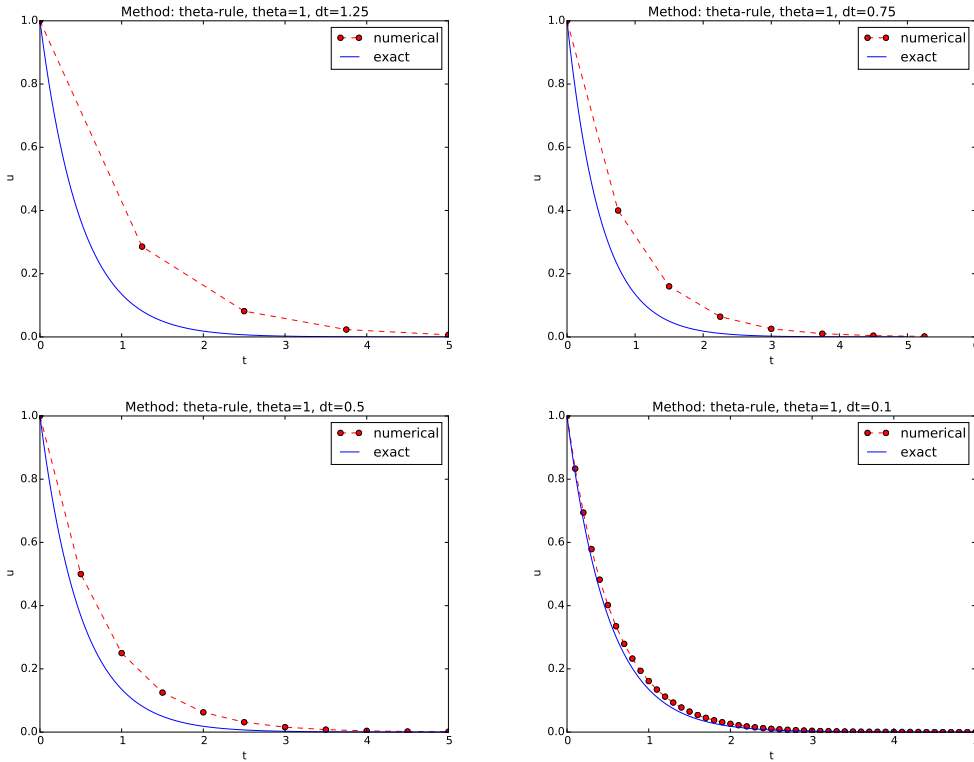 Method: theta-rule, theta=1, dt=1.25
numerical
exact
1.0
0.8
0.6
0.4
0.2
0.0
u
0 1 2 3 4 5
t
Method: theta-rule, theta=1, dt=0.75
numerical
exact
1.0
0.8
0.6
0.4
0.2
0.0
u
0 1 2 3 4 5 6
t
Method: theta-rule, theta=1, dt=0.5
numerical
exact
1.0
0.8
0.6
0.4
0.2
0.0
u
0 1 2 3 4 5
t
Method: theta-rule, theta=1, dt=0.1
numerical
exact
1.0
0.8
0.6
0.4
0.2
0.0
u
0 1 2 3 4 5
t